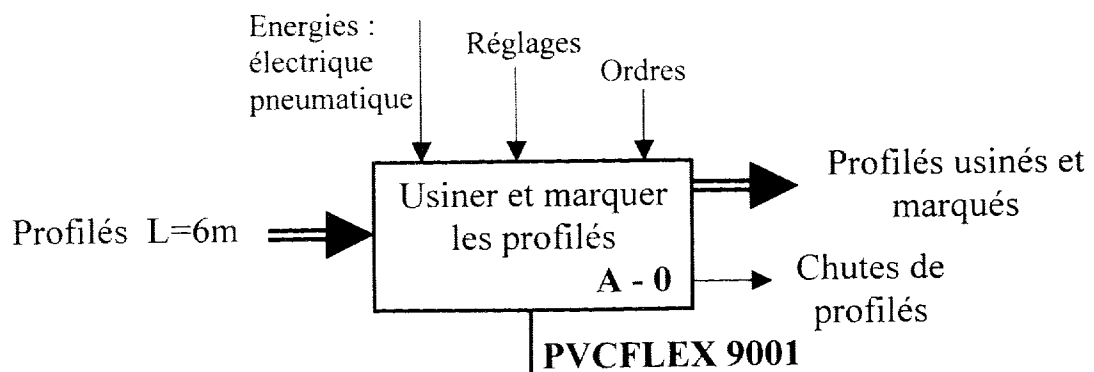 Energies :
électrique
pneumatique
Réglages
Ordres
Profilés L=6m
Usiner et marquer
les profilés
A - 0
Profilés usinés et
marqués
Chutes de
profilés
PVCFLEX 9001